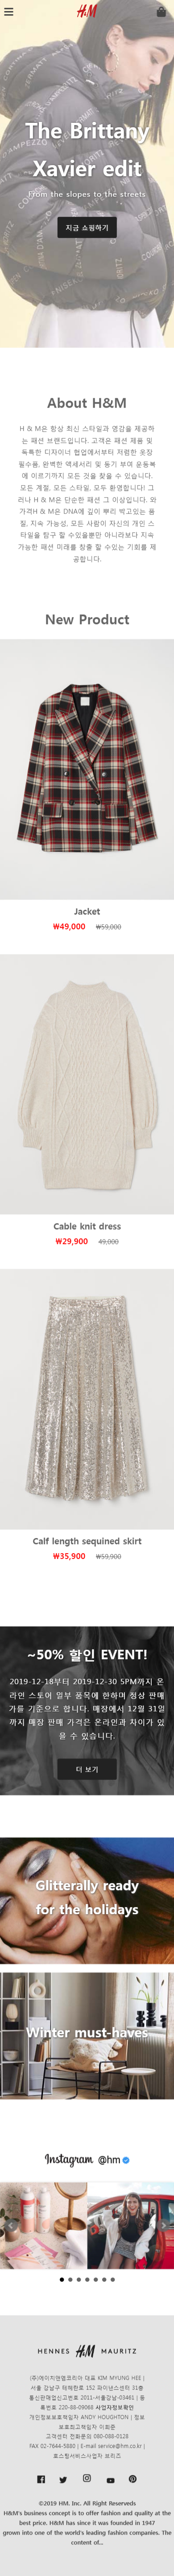 H&M
The Brittany
Xavier edit
From the slopes to the streets
지금 쇼핑하기
About H&M
H & M은 항상 최신 스타일과 영감을 제공하
는 패션 브랜드입니다. 고객은 패션 제품 및
독특한 디자이너 협업에서부터 저렴한 옷장
필수품, 완벽한 액세서리 및 동기 부여 운동복
에 이르기까지 모든 것을 찾을 수 있습니다.
모든 계절, 모든 스타일, 모두 환영합니다! 그
러나 H & M은 단순한 패션 그 이상입니다. 와
가격H & M은 DNA에 깊이 뿌리 박고있는 품
질, 지속 가능성, 모든 사람이 자신의 개인 스
타일을 탐구 할 수있을뿐만 아니라보다 지속
가능한 패션 미래를 창출 할 수있는 기회를 제
공합니다.
New Product
Jacket
₩49,000 ₩59,000
Cable knit dress
₩29,900 49,000
Calf length sequined skirt
₩35,900 ₩59,900
~50% 할인 EVENT!
2019-12-18부터 2019-12-30 5PM까지 온
라인 스토어 일부 품목에 한하며 정상 판매
가를 기준으로 합니다. 매장에서 12월 31일
까지 매장 판매 가격은 온라인과 차이가 있
을 수 있습니다.
더 보기
Glitterally ready
for the holidays
Winter must-haves
Instagram @hm
HENNES H&M MAURITZ
(주)에이치앤엠코리아 대표 KIM MYUNG HEE |
서울 강남구 테헤란로 152 파이낸스센터 31층
통신판매업신고번호 2011-서울강남-03461 | 등
록번호 220-88-09068 사업자정보확인
개인정보보호책임자 ANDY HOUGHTON | 정보
보호최고책임자 이희준
고객센터 전화문의 080-088-0128
FAX 02-7644-5880 | E-mail service@hm.co.kr |
호스팅서비스사업자 브리즈
©2019 HM. Inc. All Right Reserveds
H&M's business concept is to offer fashion and quality at the
best price. H&M has since it was founded in 1947
grown into one of the world's leading fashion companies. The
content of...